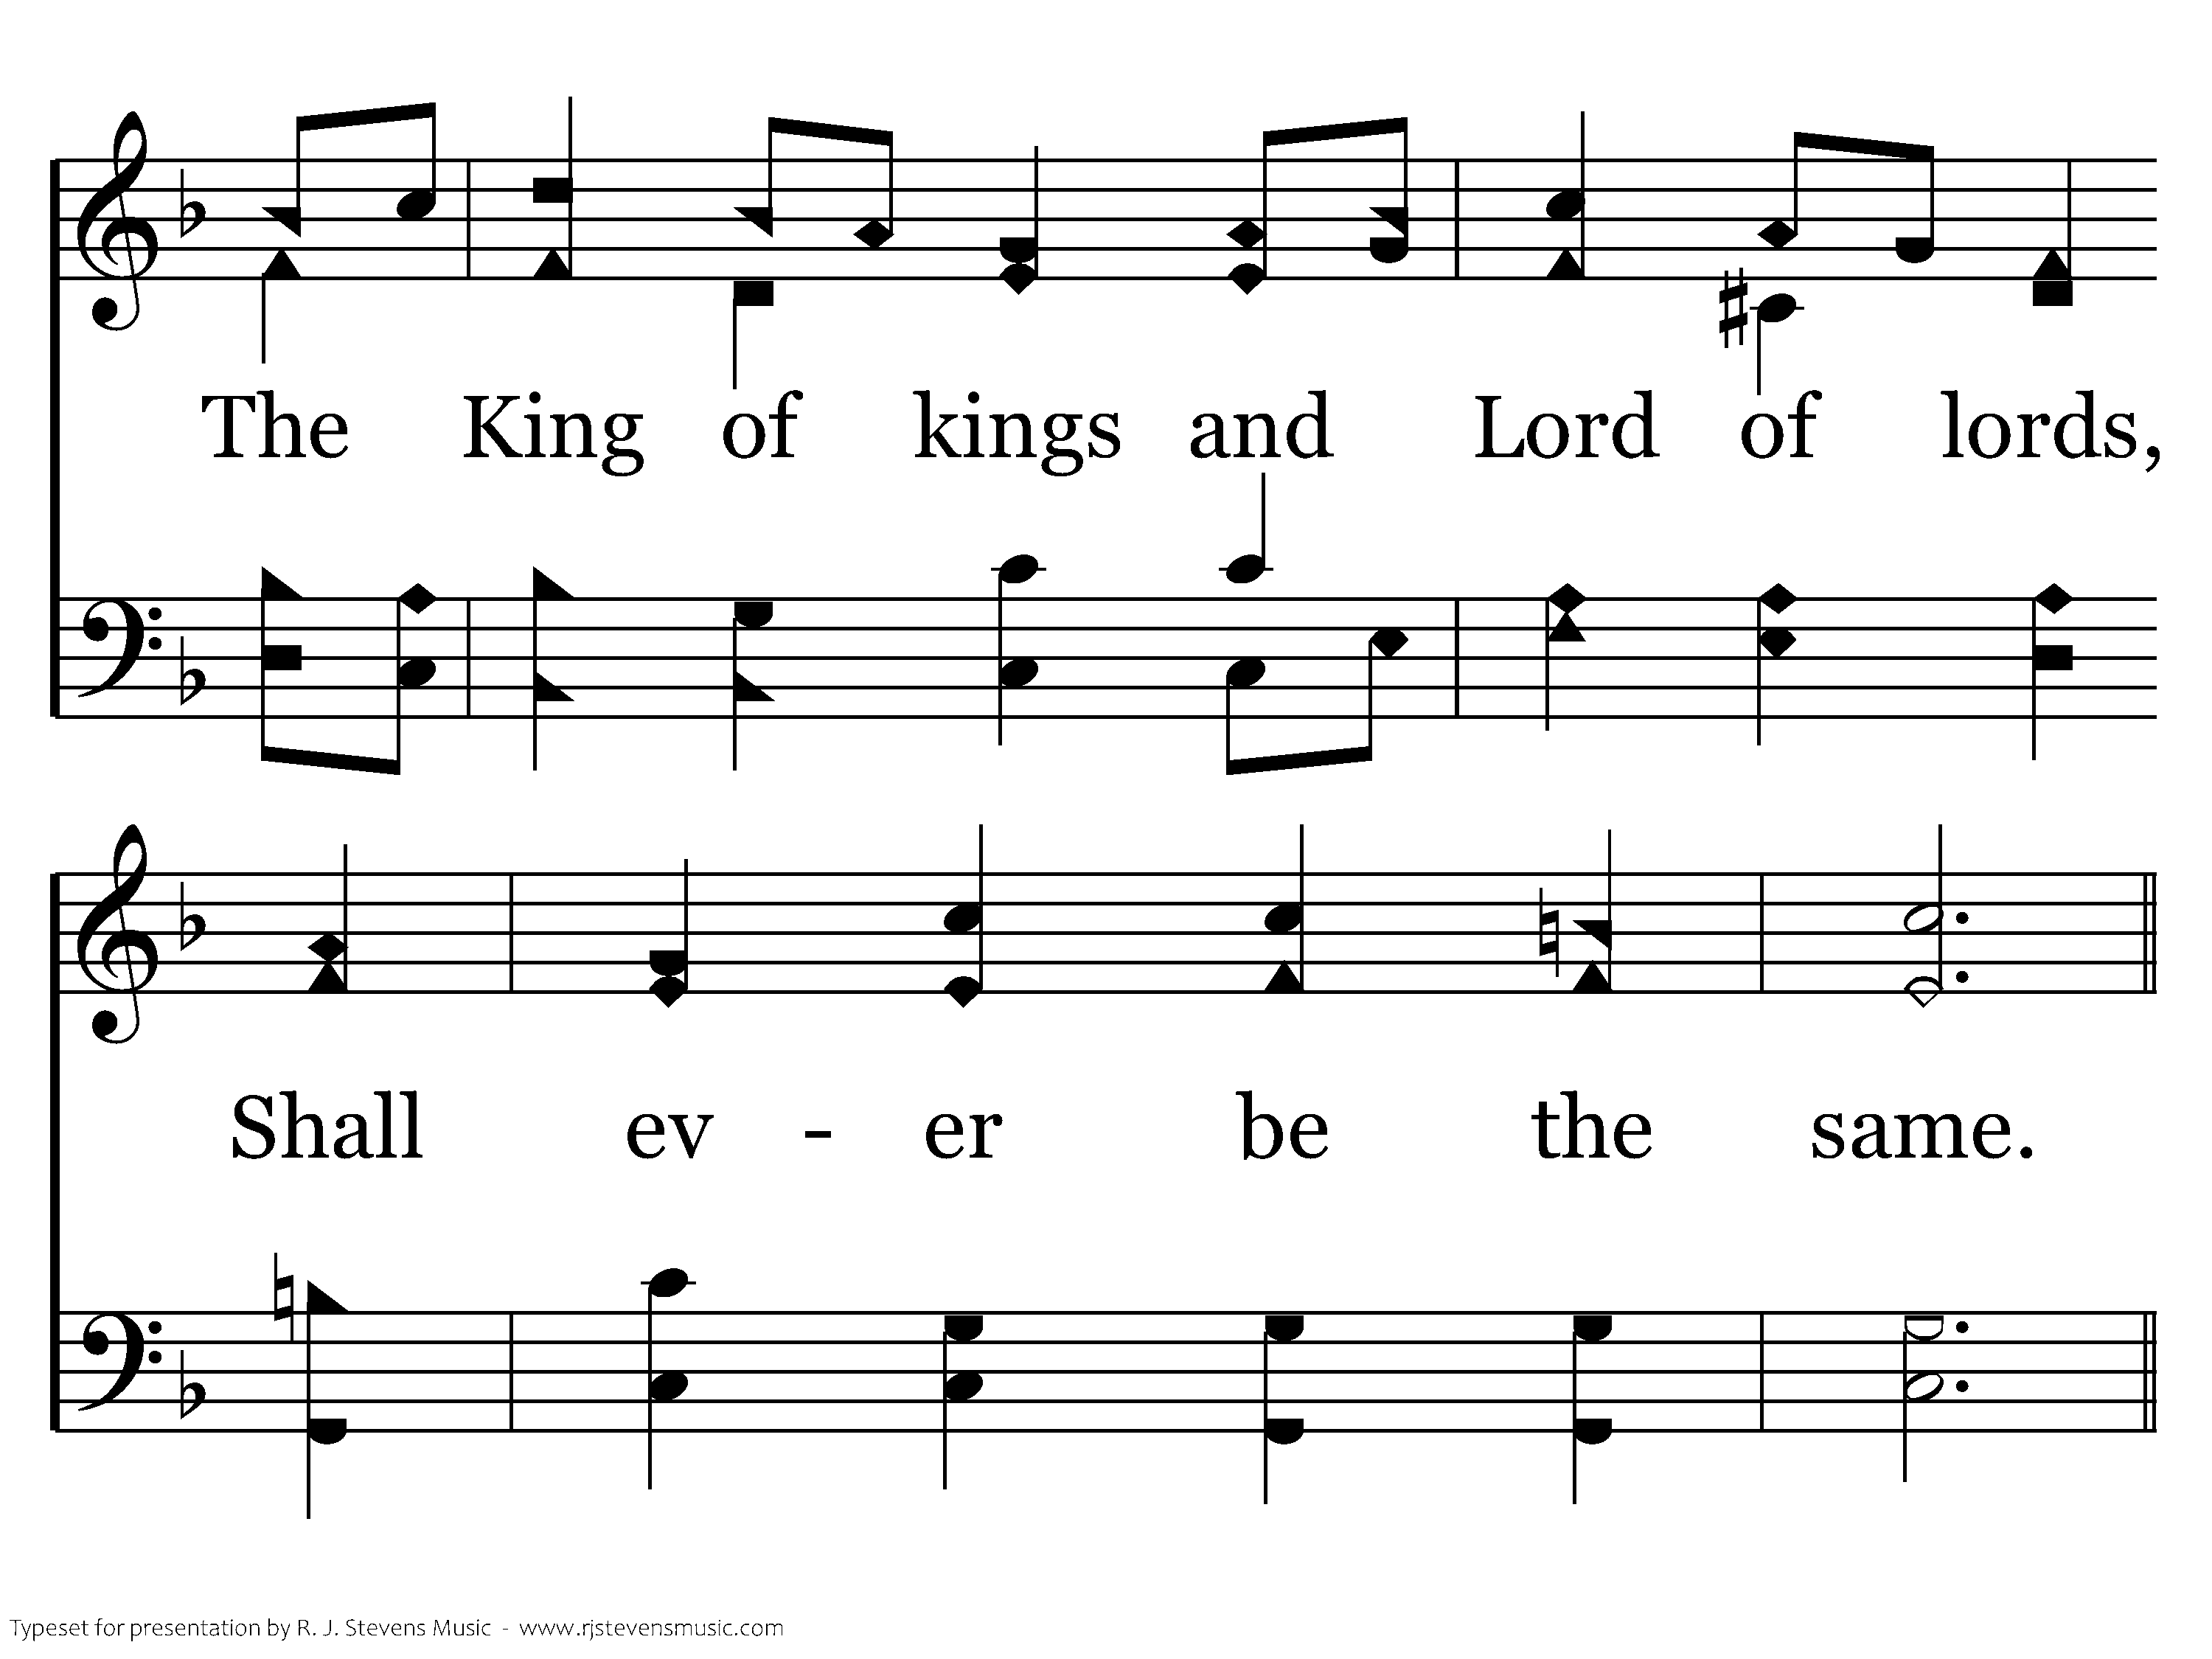 The King of kings and Lord of lords,
Shall ev - er be the same.
Typeset for presentation by R. J. Stevens Music - www.rjstevensmusic.com